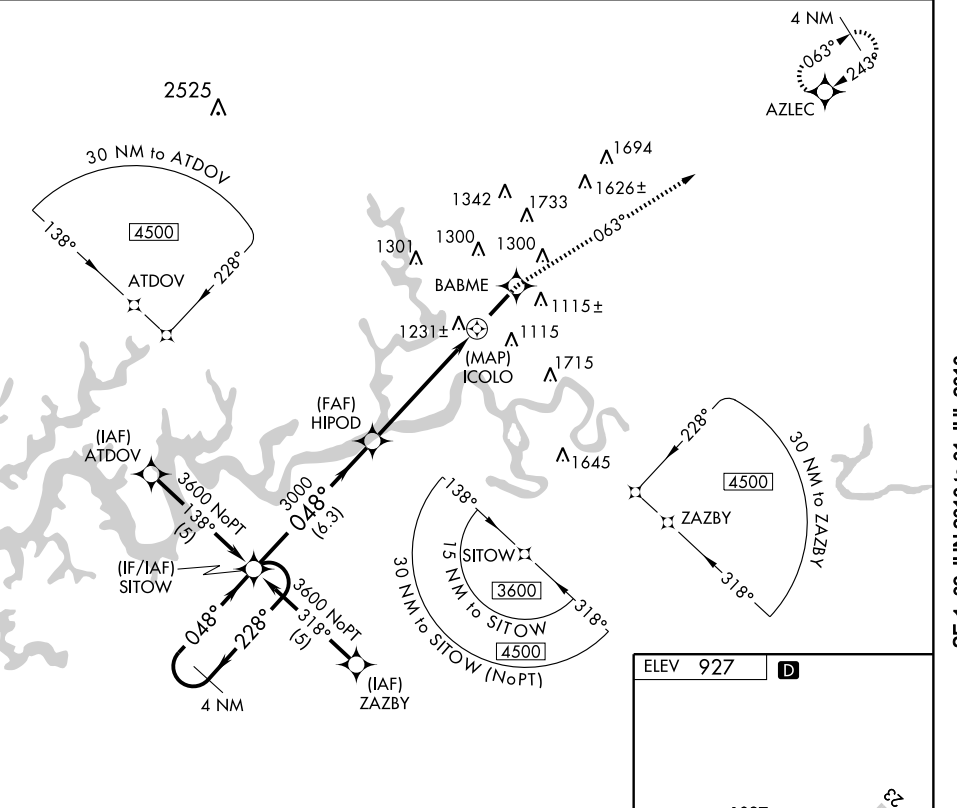 4 NM
063°
243°
AZLEC
2525
30 NM to ATDOV
4500
138°
228°
ATDOV
1694
1626±
1342
1733
063°
1301
1300
1300
BABME
1115±
1231±
1115
(MAP)
ICOLO
1715
(FAF)
HIPOD
(IAF)
ATDOV
3600 NoPT
138°
(5)
1645
3000
048°
(6.3)
(IF/IAF)
SITOW
048°
228°
4 NM
3600 NoPT
318°
(5)
(IAF)
ZAZBY
138°
SITOW
15 NM to SITOW
3600
318°
30 NM to SITOW (NoPT)
4500
228°
4500
30 NM to ZAZBY
ZAZBY
318°
ELEV 927
D
23